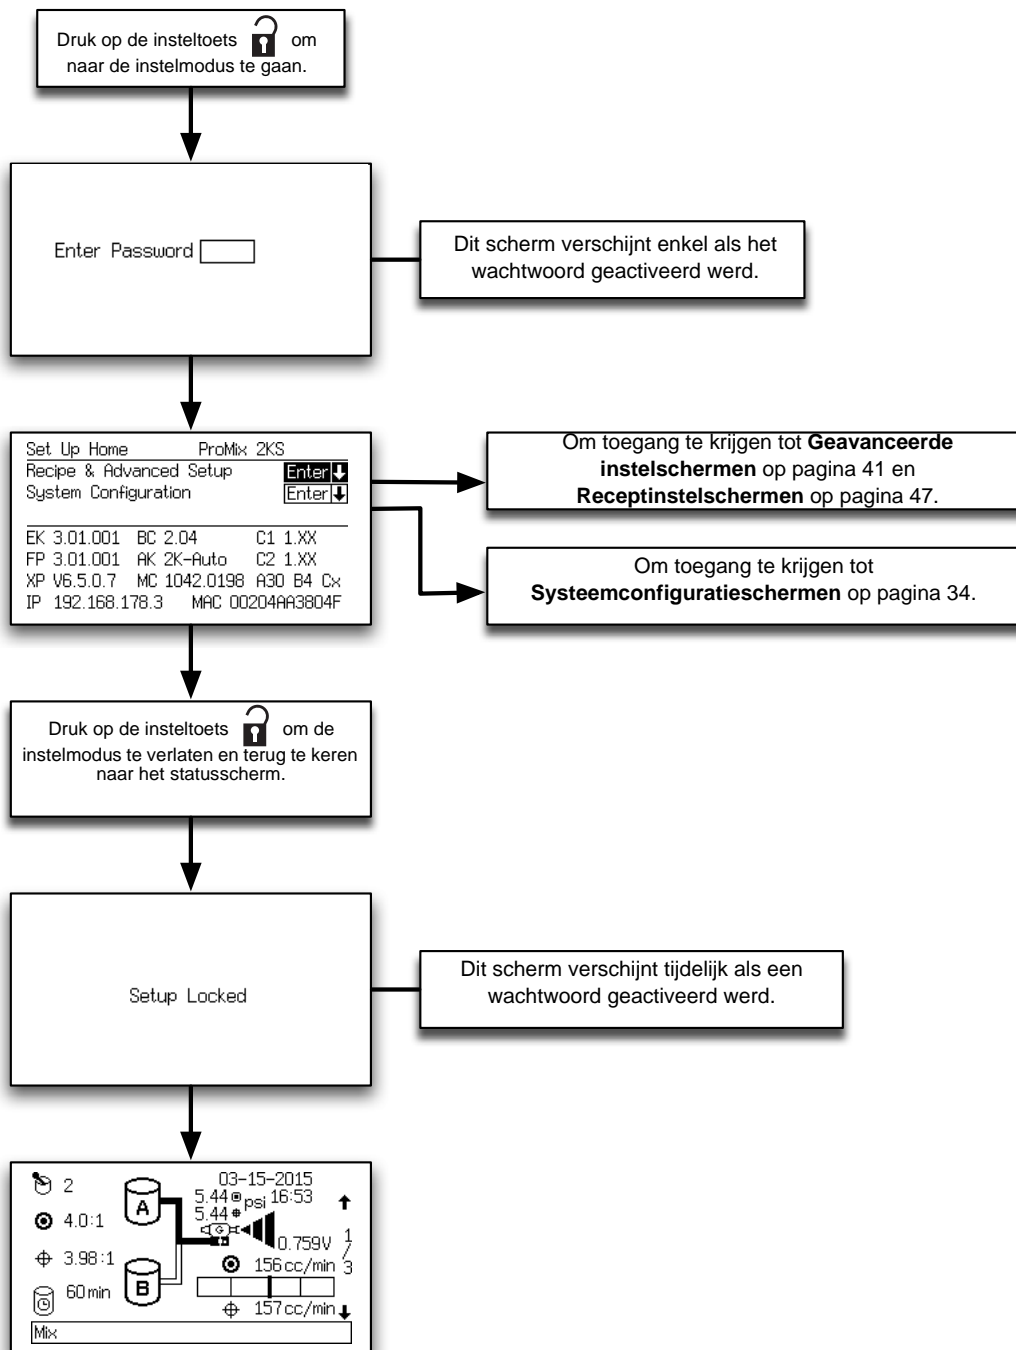 Druk op de insteltoets om
naar de instelmodus te gaan.
Enter Password
Dit scherm verschijnt enkel als het
wachtwoord geactiveerd werd.
Set Up Home ProMix 2KS
Recipe & Advanced Setup Enter
System Configuration Enter
EK 3.01.001 BC 2.04 C1 1.XX
FP 3.01.001 AK 2K-Auto C2 1.XX
XP V6.5.0.7 MC 1042.0198 A30 B4 Cx
IP 192.168.178.3 MAC 00204AA3804F
Om toegang te krijgen tot Geavanceerde
instelschermen op pagina 41 en
Receptinstelschermen op pagina 47.
Om toegang te krijgen tot
Systeemconfiguratieschermen op pagina 34.
Druk op de insteltoets om de
instelmodus te verlaten en terug te keren
naar het statusscherm.
Setup Locked
Dit scherm verschijnt tijdelijk als een
wachtwoord geactiveerd werd.
03-15-2015
2 A 5.44 psi 16:53
5.44
4.0:1 G
0.759V 1/3
3.98:1 156cc/min
60min B
157cc/min
Mix